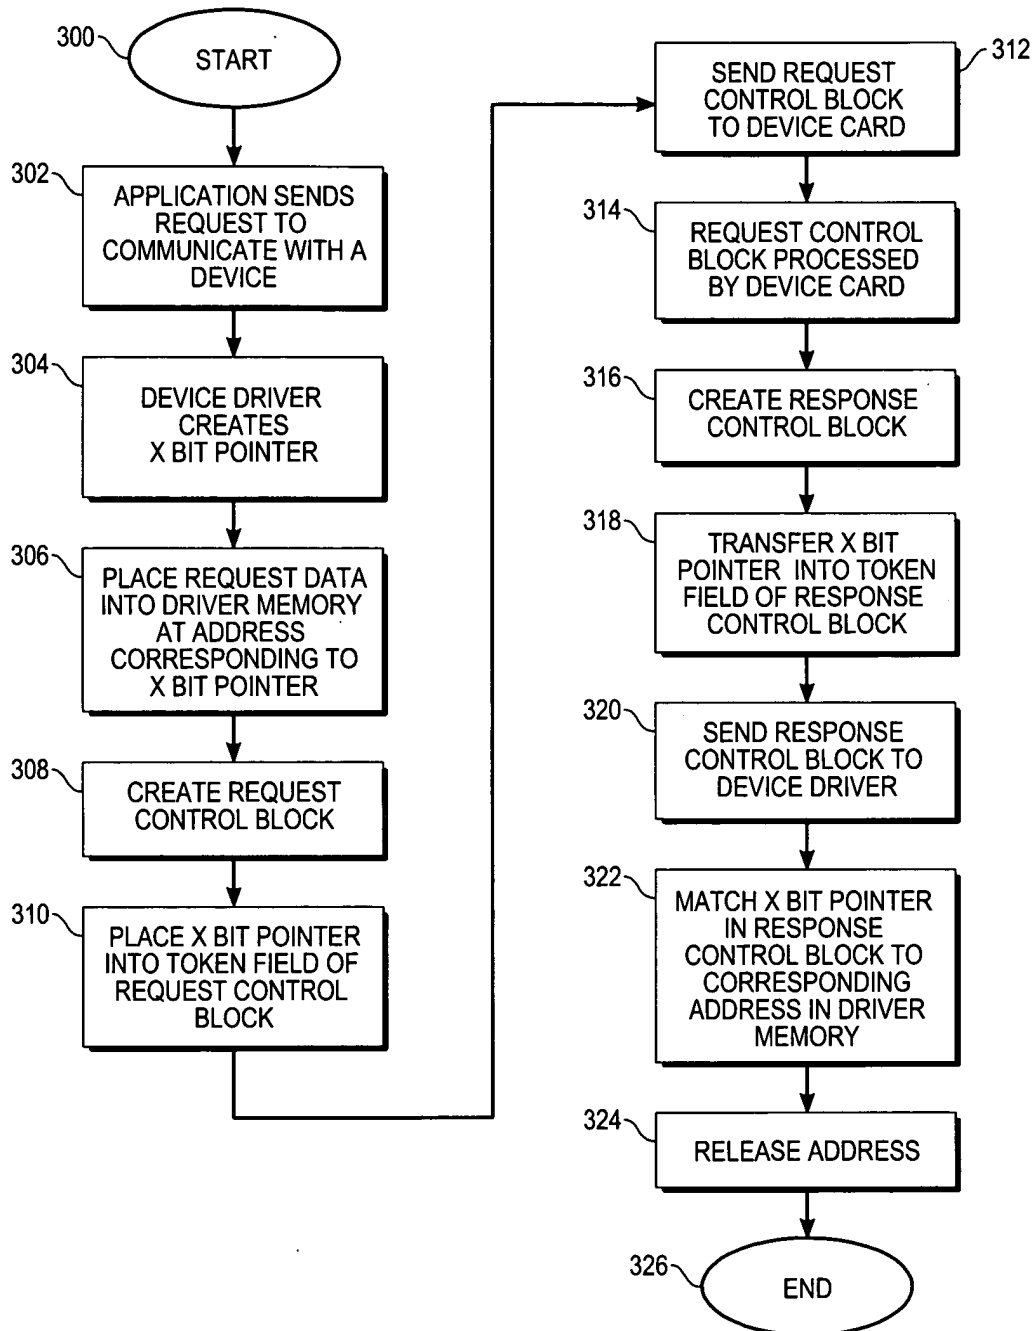 300
START
302
APPLICATION SENDS
REQUEST TO
COMMUNICATE WITH A
DEVICE
304
DEVICE DRIVER
CREATES
X BIT POINTER
306
PLACE REQUEST DATA
INTO DRIVER MEMORY
AT ADDRESS
CORRESPONDING TO
X BIT POINTER
308
CREATE REQUEST
CONTROL BLOCK
310
PLACE X BIT POINTER
INTO TOKEN FIELD OF
REQUEST CONTROL
BLOCK
312
SEND REQUEST
CONTROL BLOCK
TO DEVICE CARD
314
REQUEST CONTROL
BLOCK PROCESSED
BY DEVICE CARD
316
CREATE RESPONSE
CONTROL BLOCK
318
TRANSFER X BIT
POINTER INTO TOKEN
FIELD OF RESPONSE
CONTROL BLOCK
320
SEND RESPONSE
CONTROL BLOCK TO
DEVICE DRIVER
322
MATCH X BIT POINTER
IN RESPONSE
CONTROL BLOCK TO
CORRESPONDING
ADDRESS IN DRIVER
MEMORY
324
RELEASE ADDRESS
326
END